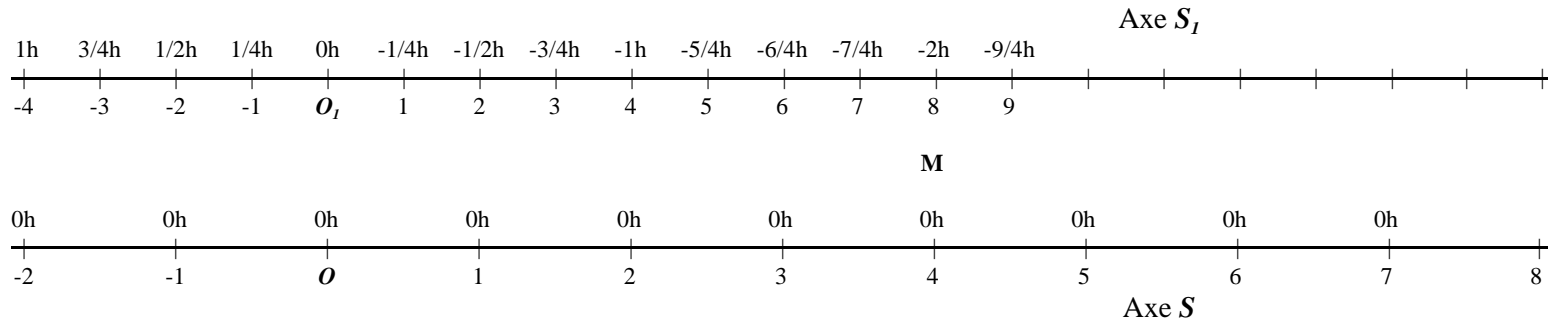 Axe S1
1h 3/4h 1/2h 1/4h 0h -1/4h -1/2h -3/4h -1h -5/4h -6/4h -7/4h -2h -9/4h
-4 -3 -2 -1 O1 1 2 3 4 5 6 7 8 9
M
0h 0h 0h 0h 0h 0h 0h 0h 0h 0h
-2 -1 O 1 2 3 4 5 6 7 8
Axe S